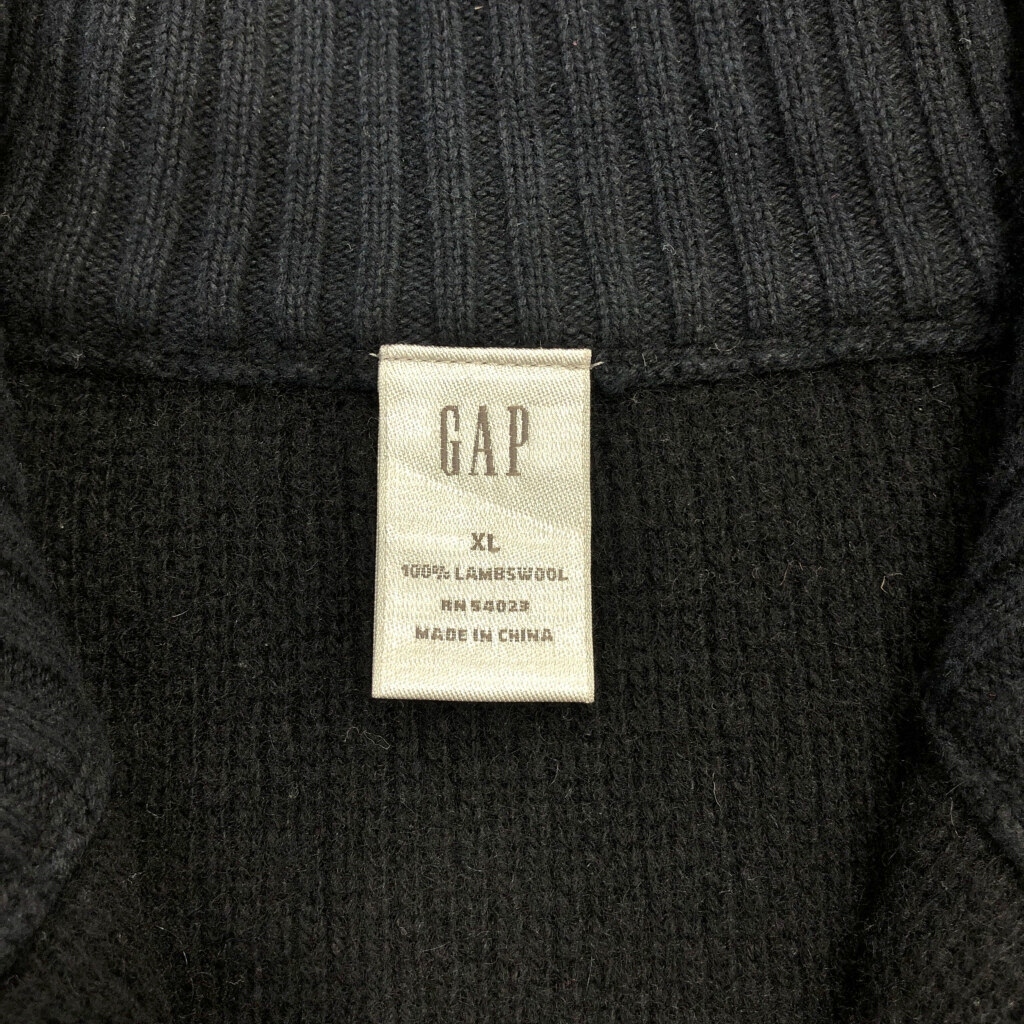 GAP
XL
100% LAMBSWOOL
RN 54023
MADE IN CHINA